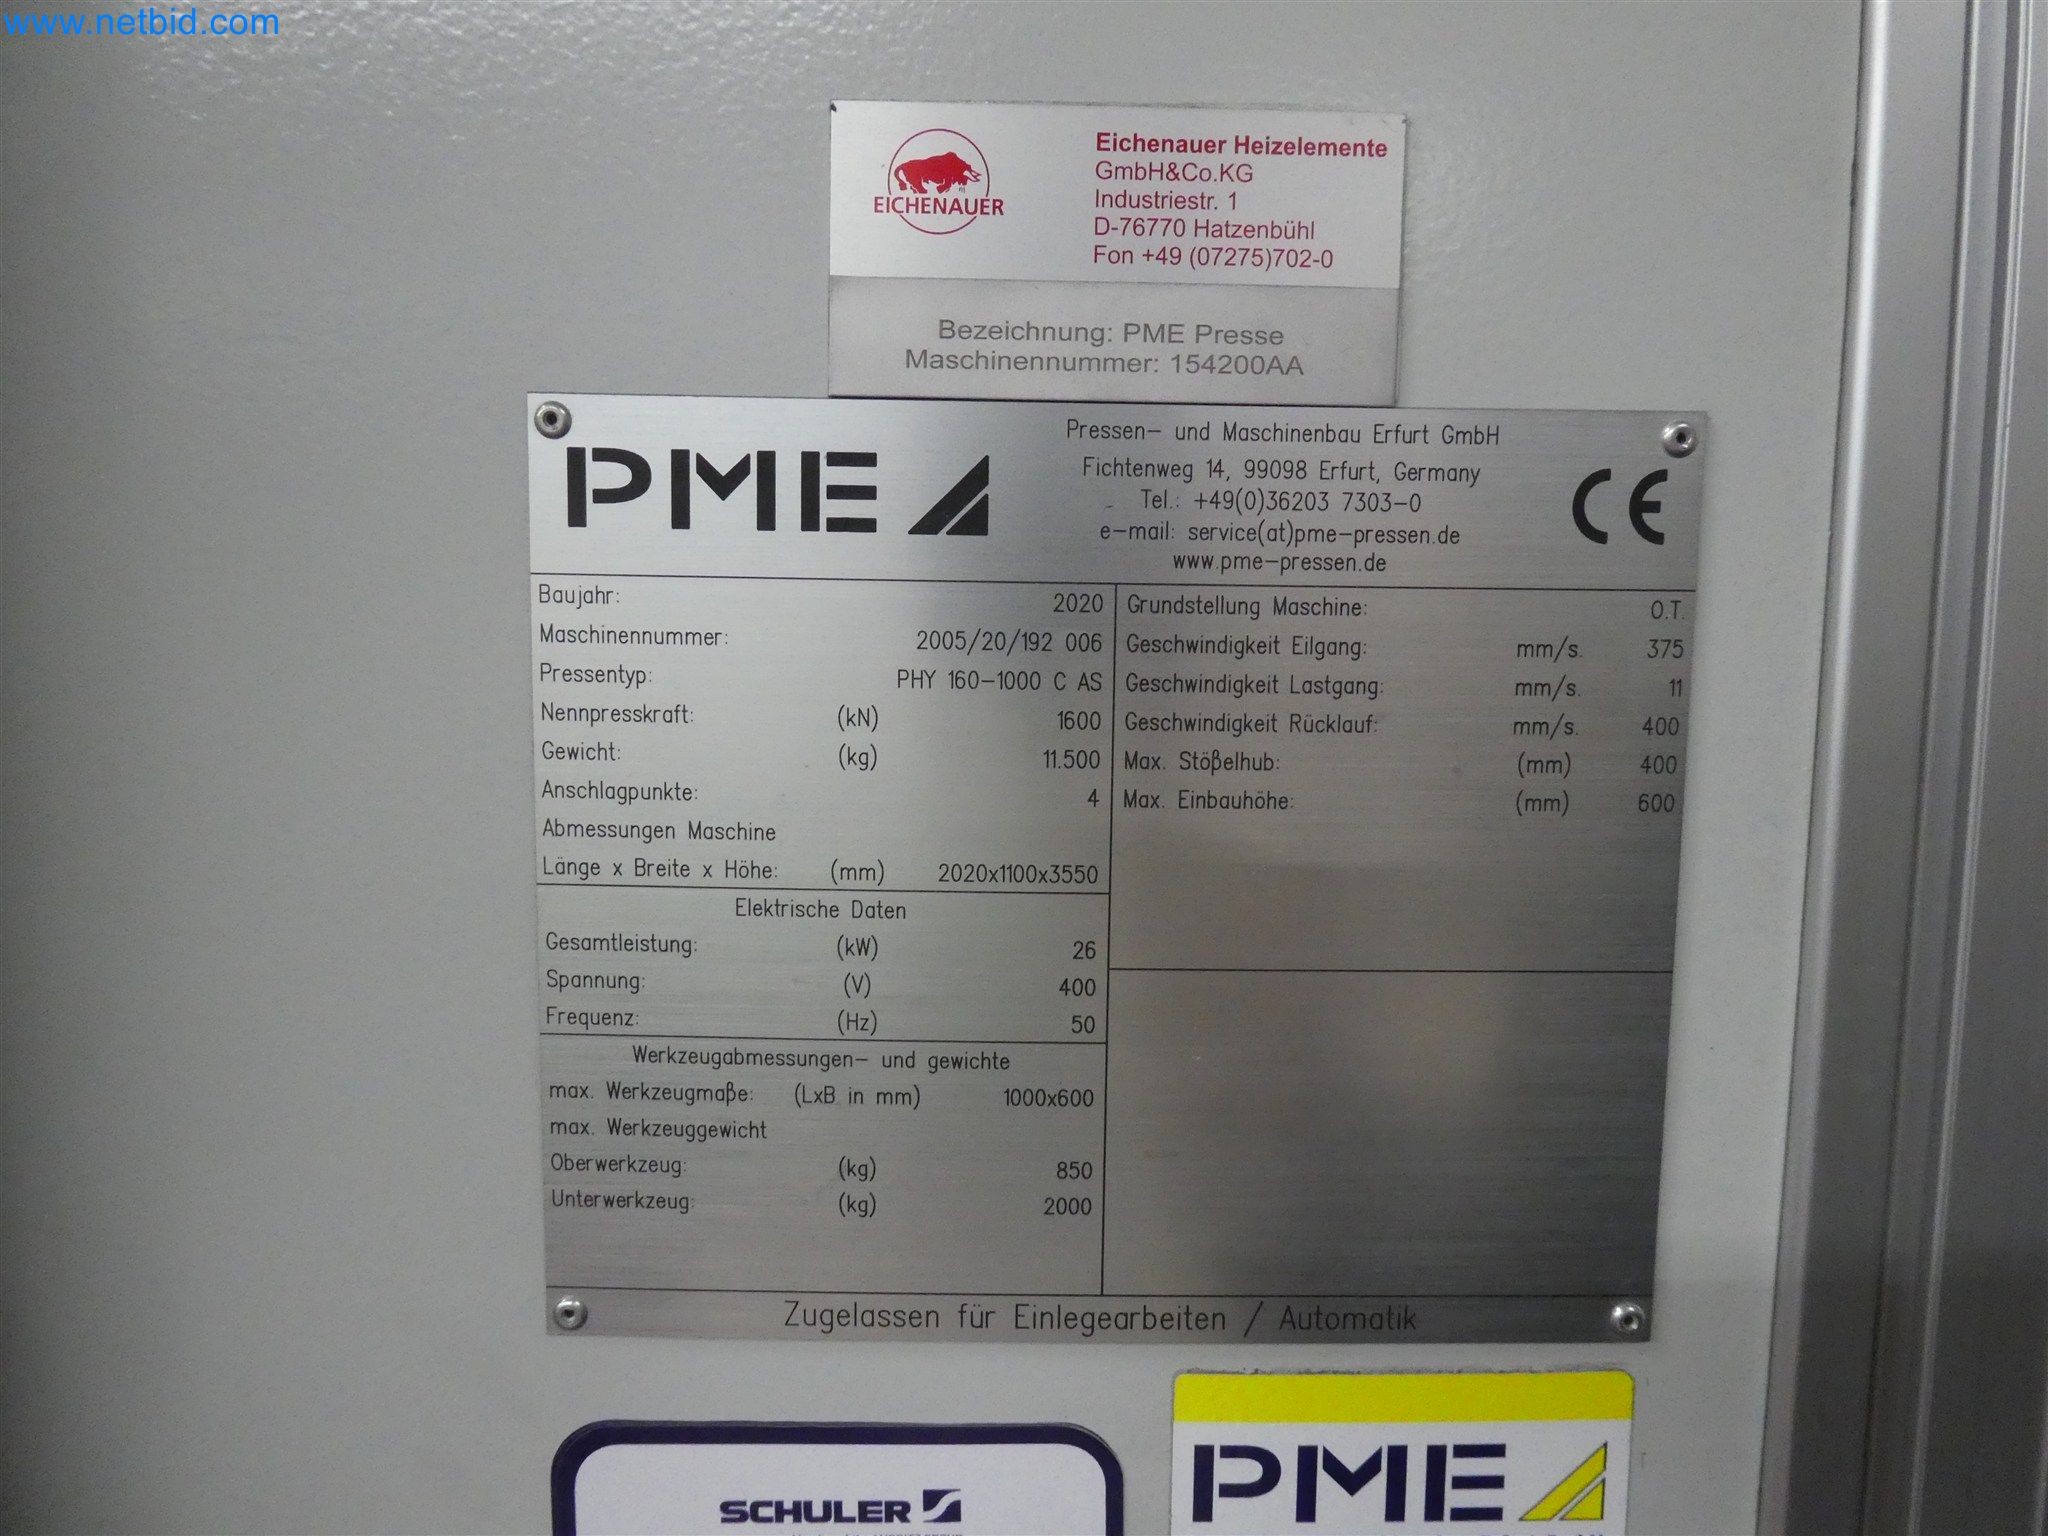 www.netbid.com
EICHENAUER
Eichenauer Heizelemente
GmbH&Co.KG
Industriestr. 1
D-76770 Hatzenbühl
Fon +49 (07275)702-0
Bezeichnung: PME Presse
Maschinennummer: 154200AA
PME
Pressen- und Maschinenbau Erfurt GmbH
Fichtenweg 14, 99098 Erfurt, Germany
Tel.: +49(0)36203 7303-0
e-mail: service(at)pme-pressen.de
www.pme-pressen.de
CE
Baujahr: 2020
Maschinennummer: 2005/20/192 006
Pressentyp: PHY 160-1000 C AS
Nennpresskraft: (kN) 1600
Gewicht: (kg) 11.500
Anschlagpunkte: 4
Abmessungen Maschine
Länge x Breite x Höhe: (mm) 2020x1100x3550
Elektrische Daten
Gesamtleistung: (kW) 26
Spannung: (V) 400
Frequenz: (Hz) 50
Werkzeugabmessungen- und gewichte
max. Werkzeugmaße: (LxB in mm) 1000x600
max. Werkzeuggewicht
Oberwerkzeug: (kg) 850
Unterwerkzeug: (kg) 2000
Grundstellung Maschine: O.T.
Geschwindigkeit Eilgang: mm/s. 375
Geschwindigkeit Lastgang: mm/s. 11
Geschwindigkeit Rücklauf: mm/s. 400
Max. Stößelhub: (mm) 400
Max. Einbauhöhe: (mm) 600
Zugelassen für Einlegearbeiten / Automatik
SCHULER
PME